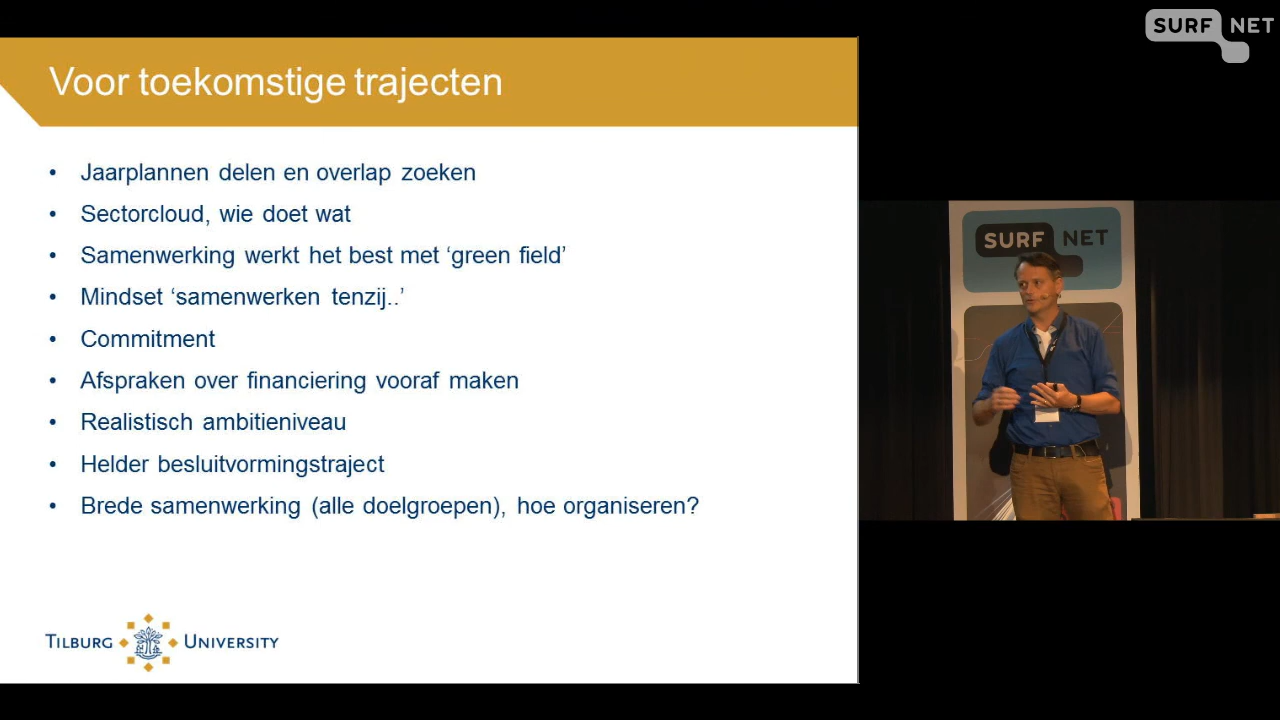 SURF NET
Voor toekomstige trajecten
• Jaarplannen delen en overlap zoeken
• Sectorcloud, wie doet wat
• Samenwerking werkt het best met ‘green field’
• Mindset ‘samenwerken tenzij..’
• Commitment
• Afspraken over financiering vooraf maken
• Realistisch ambitieniveau
• Helder besluitvormingstraject
• Brede samenwerking (alle doelgroepen), hoe organiseren?
TILBURG UNIVERSITY
SURF NET